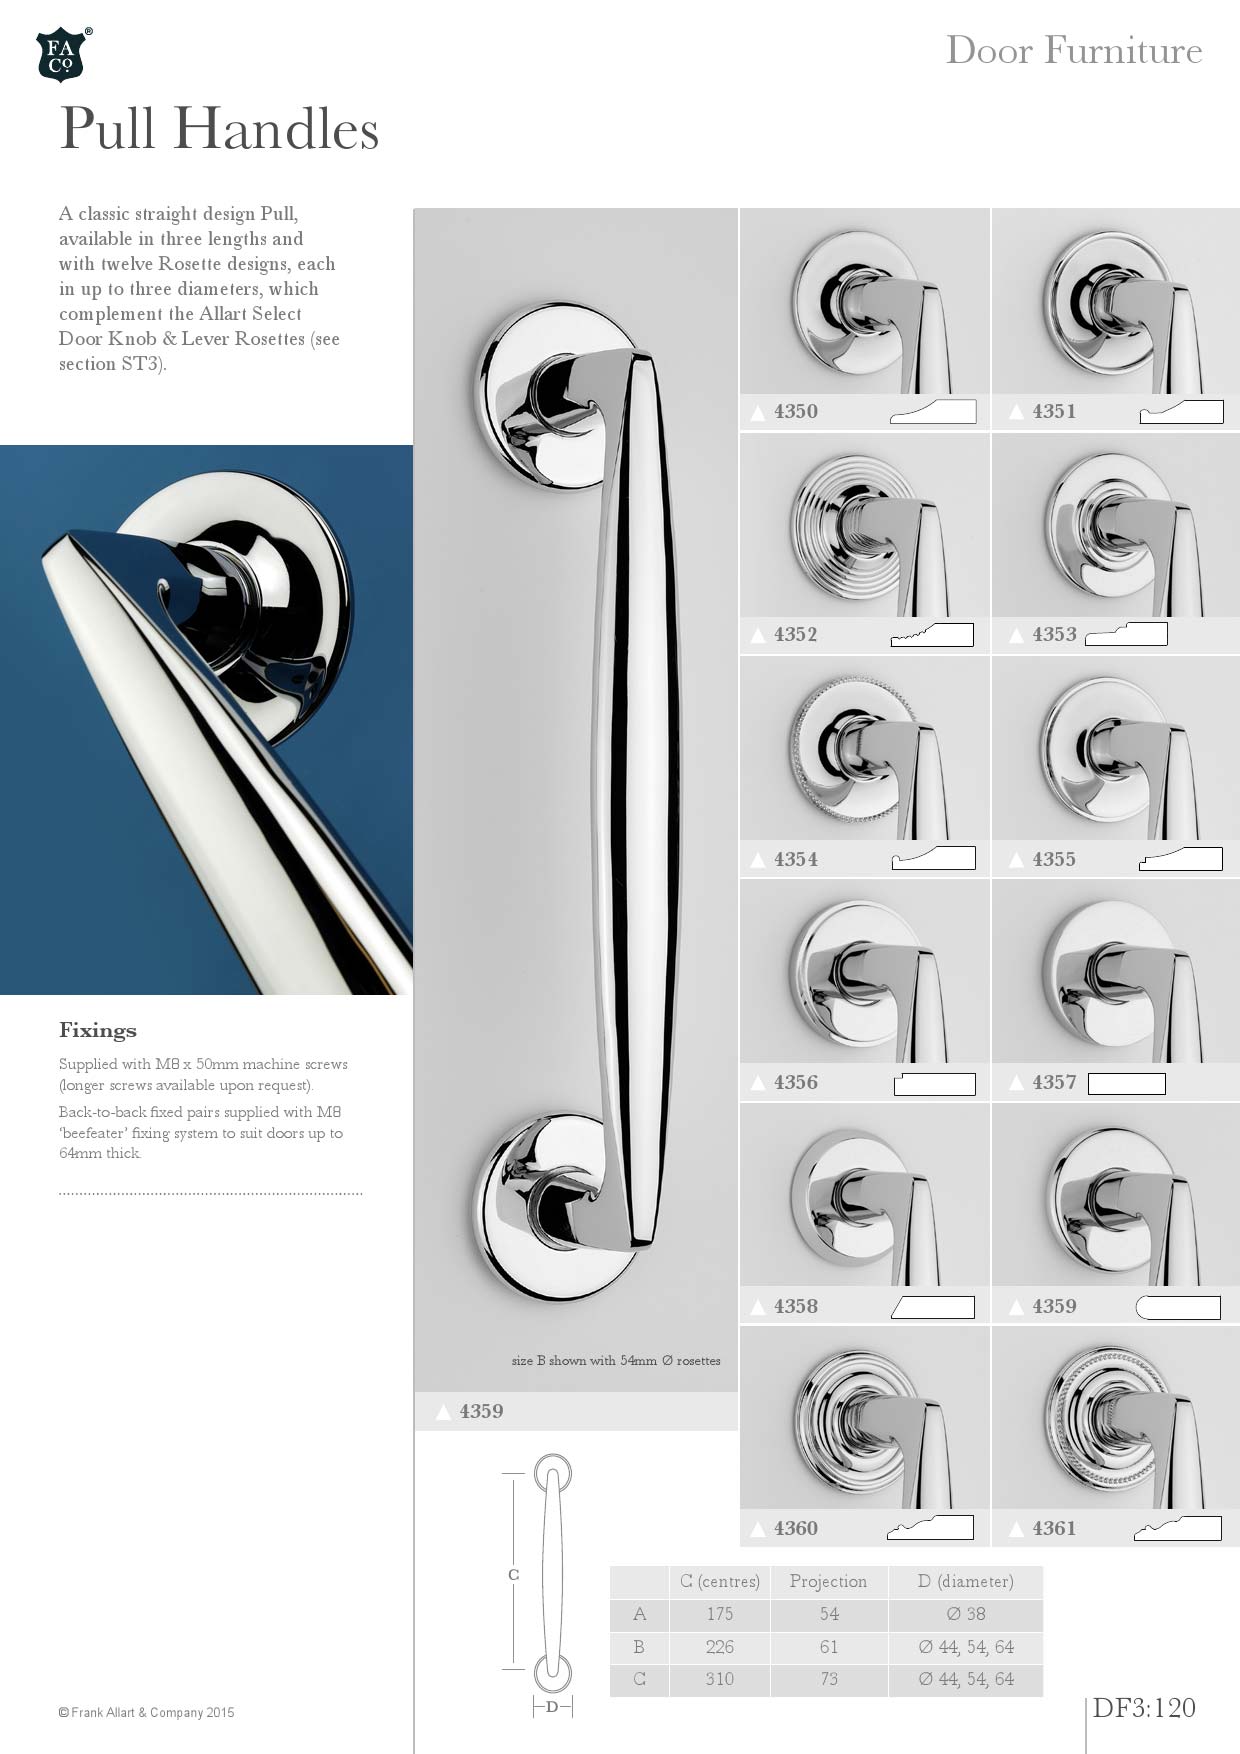 FA
Co.
®
Door Furniture
Pull Handles
A classic straight design Pull,
available in three lengths and
with twelve Rosette designs, each
in up to three diameters, which
complement the Allart Select
Door Knob & Lever Rosettes (see
section ST3).
Fixings
Supplied with M8 x 50mm machine screws
(longer screws available upon request).
Back-to-back fixed pairs supplied with M8
‘beefeater’ fixing system to suit doors up to
64mm thick.
size B shown with 54mm Ø rosettes
4359
4350
4351
4352
4353
4354
4355
4356
4357
4358
4359
4360
4361
C
D
C (centres) Projection D (diameter)
A 175 54 Ø 38
B 226 61 Ø 44, 54, 64
C 310 73 Ø 44, 54, 64
© Frank Allart & Company 2015
DF3:120